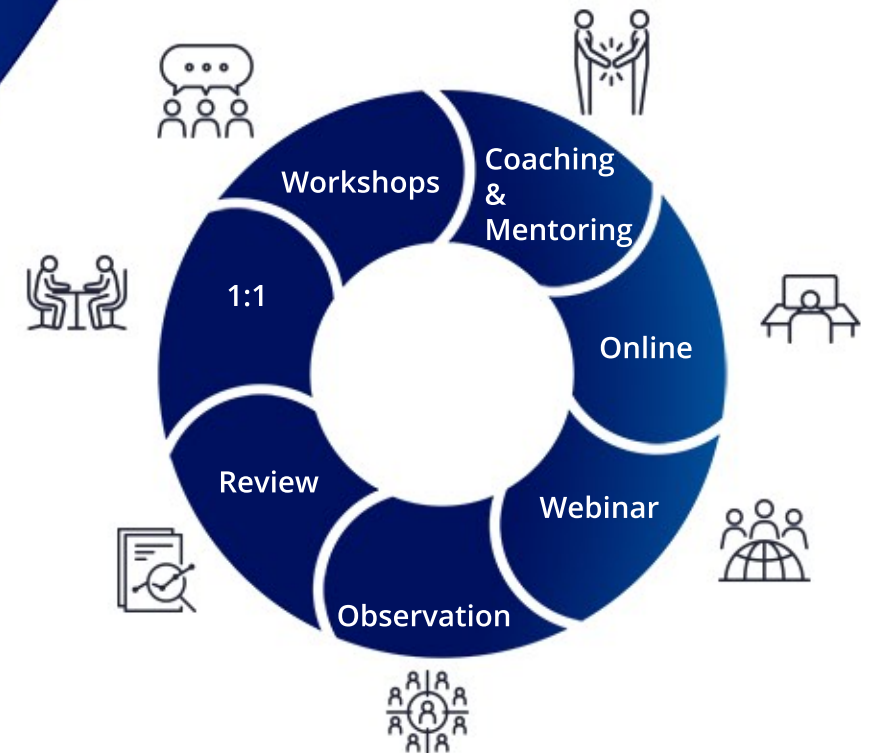 Workshops
Coaching
&
Mentoring
1:1
Online
Review
Webinar
Observation